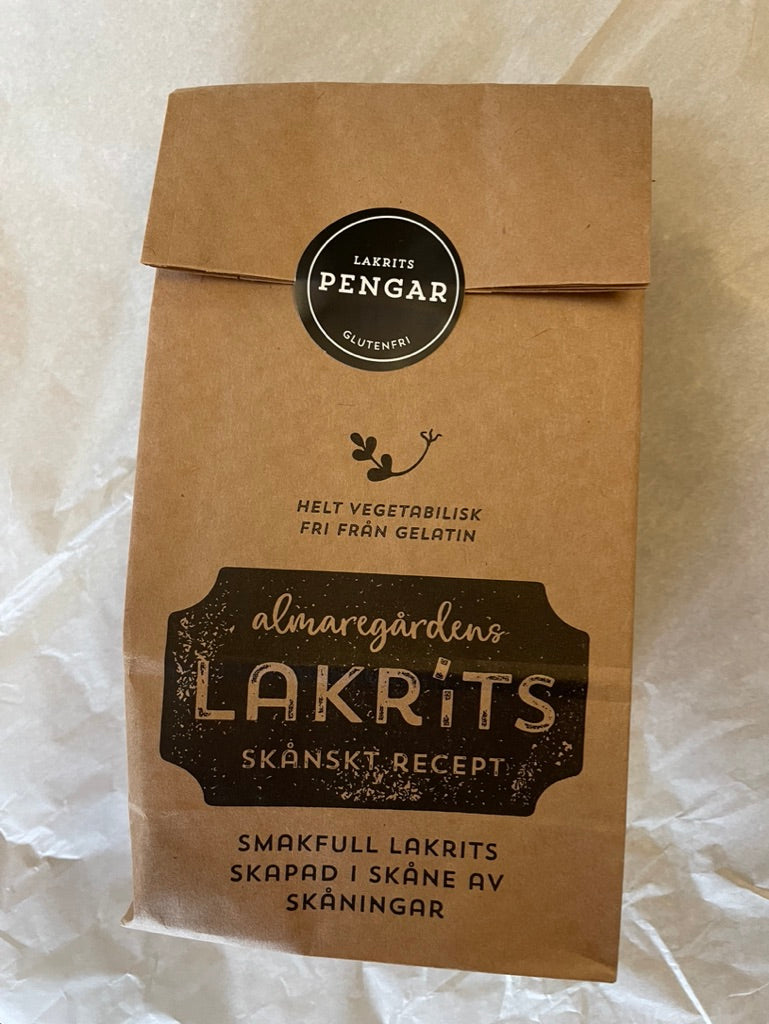 LAKRITS
PENGAR
GLUTENFRI
HELT VEGETABILISK
FRI FRÅN GELATIN
almaregårdens
LAKRITS
SKÅNSKT RECEPT
SMAKFULL LAKRITS
SKAPAD I SKÅNE AV
SKÅNINGAR